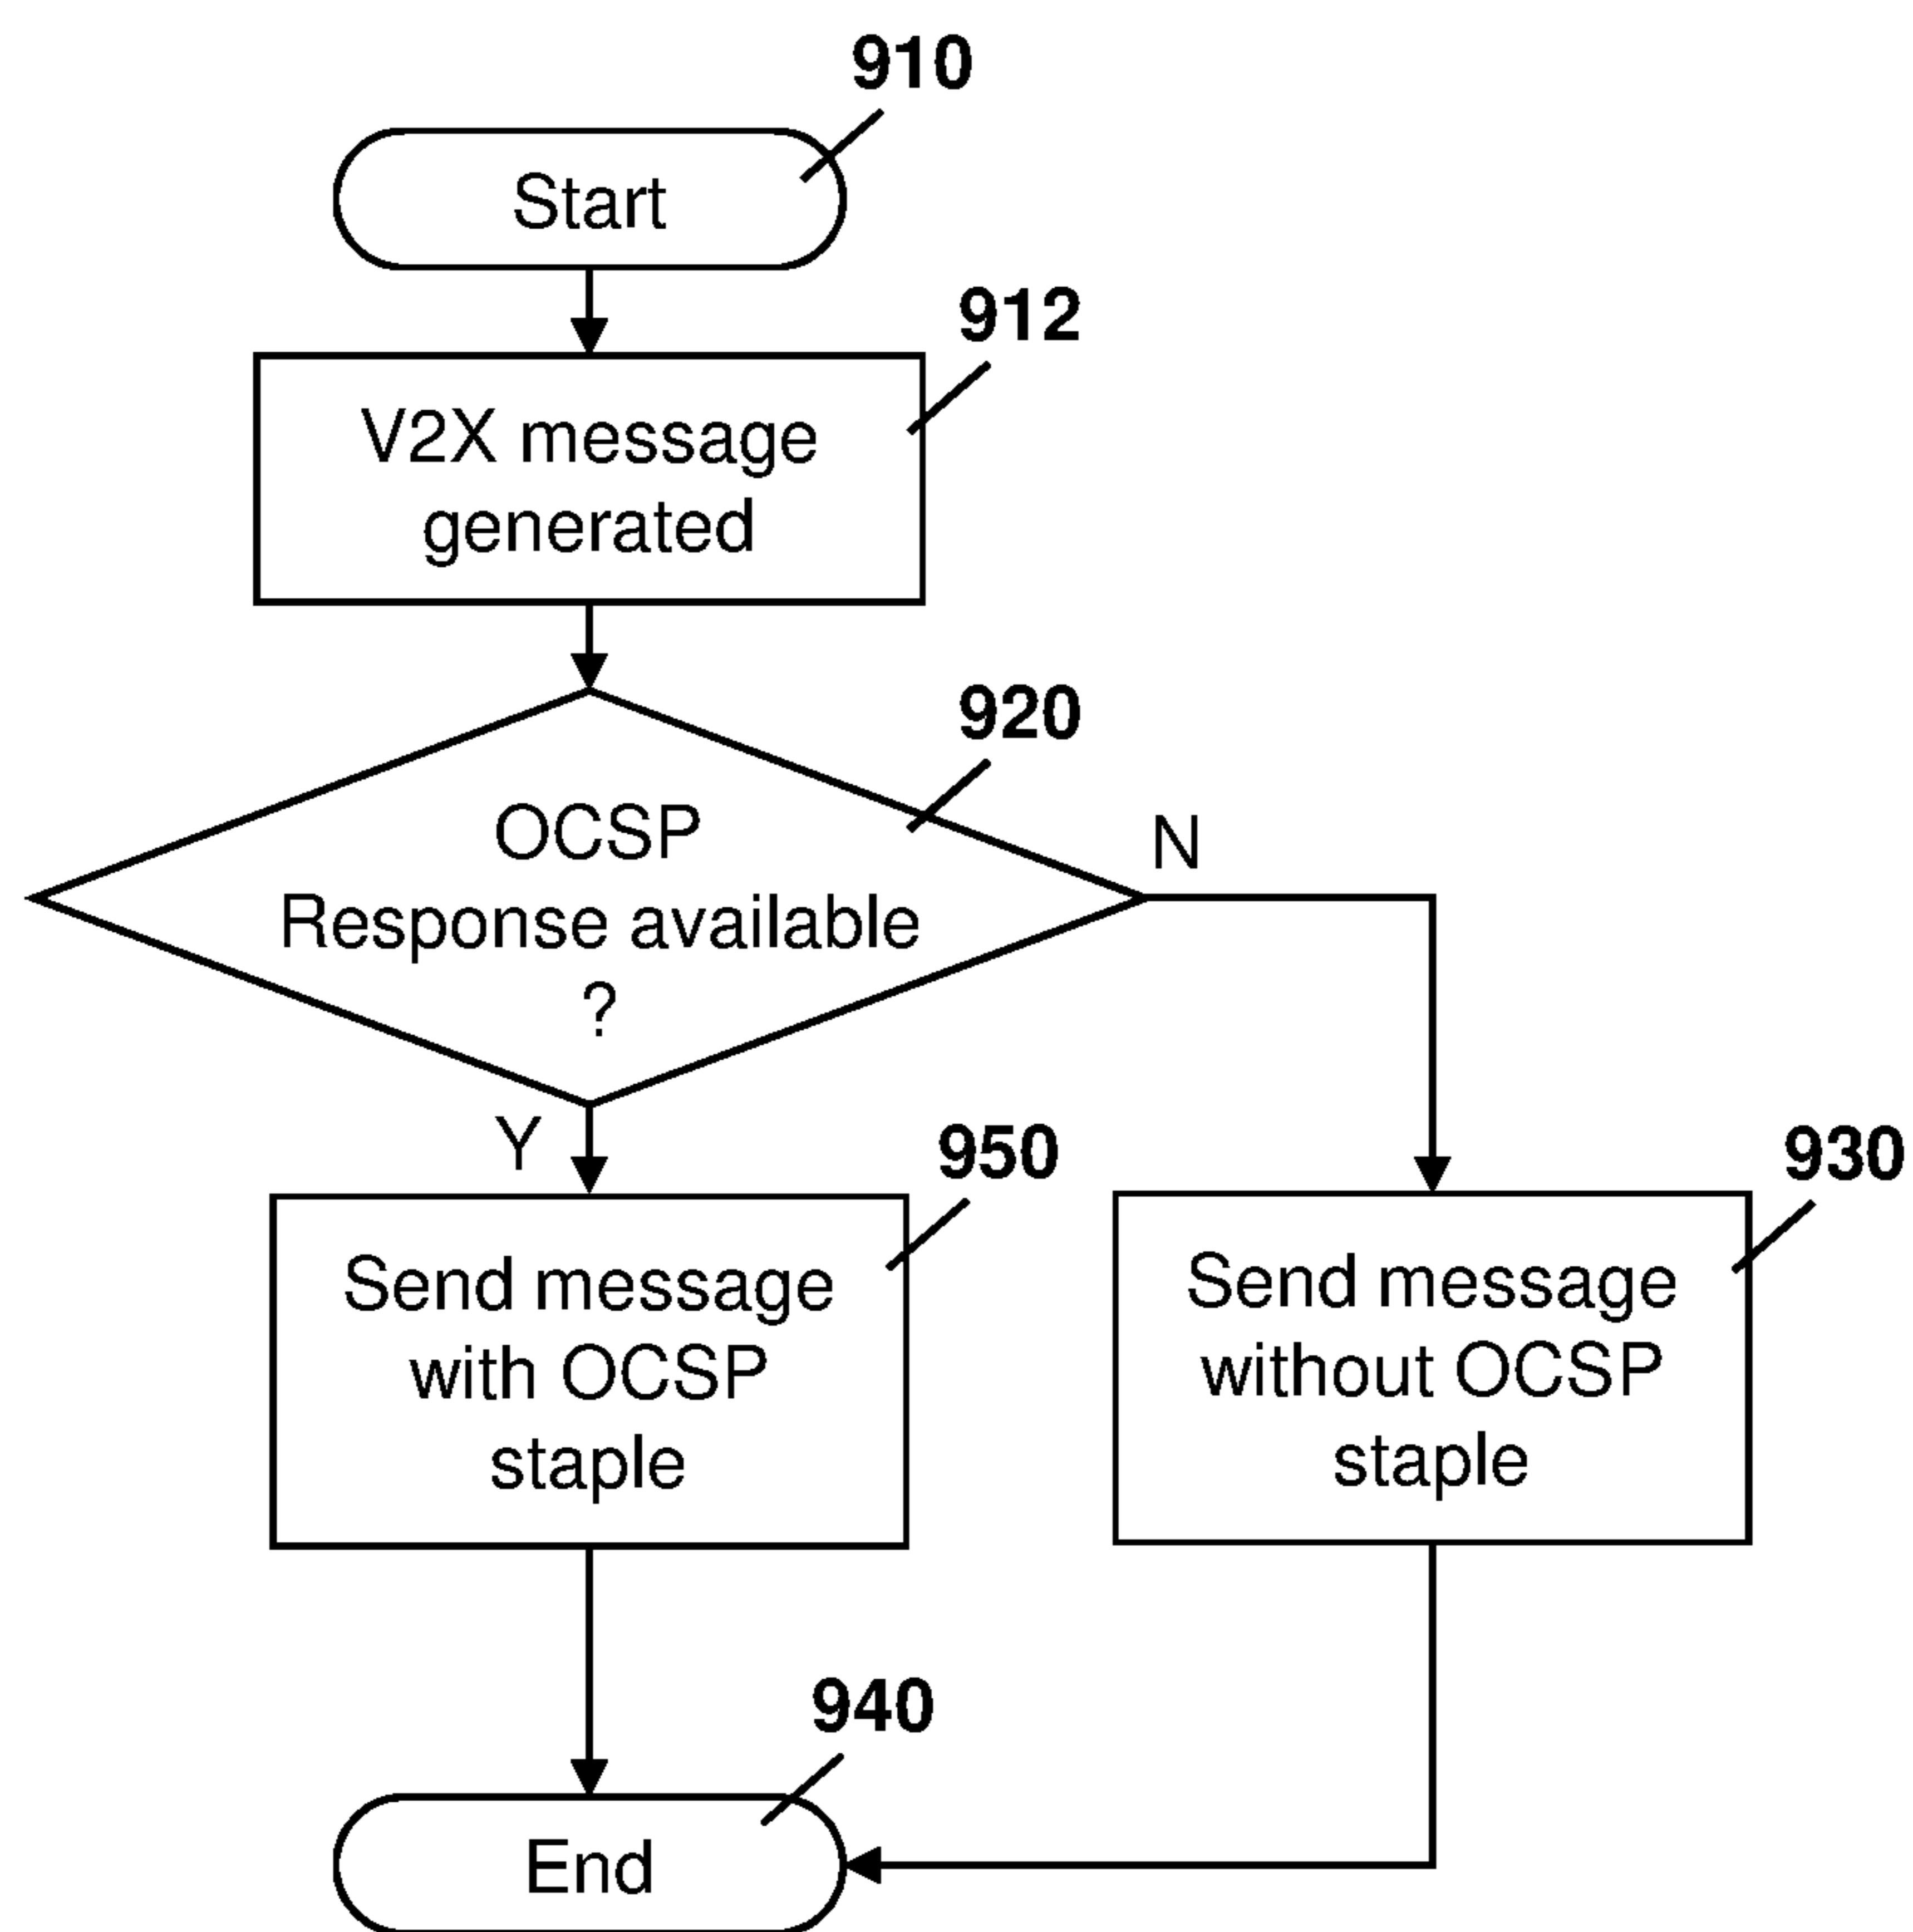 910
Start
912
V2X message
generated
920
OCSP
Response available
?
N
Y
950
Send message
with OCSP
staple
930
Send message
without OCSP
staple
940
End